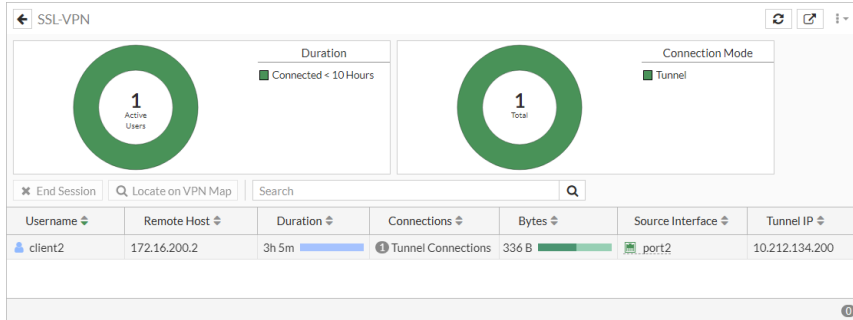 SSL-VPN
Duration
Connected < 10 Hours
1
Active
Users
Connection Mode
Tunnel
1
Total
End Session
Locate on VPN Map
Search
Username
Remote Host
Duration
Connections
Bytes
Source Interface
Tunnel IP
client2
172.16.200.2
3h 5m
1 Tunnel Connections
336 B
port2
10.212.134.200
0